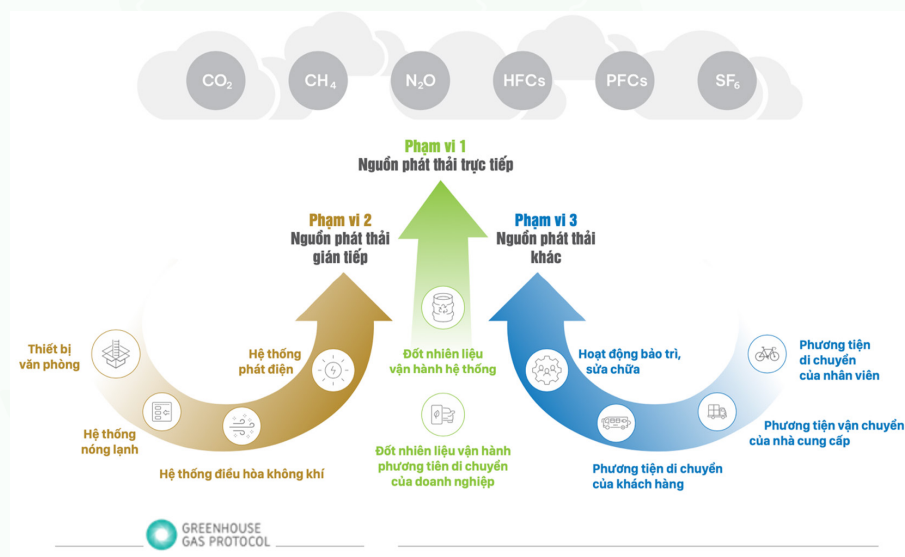 CO₂
CH₄
N₂O
HFCs
PFCs
SF₆
Phạm vi 1
Nguồn phát thải trực tiếp
Phạm vi 2
Nguồn phát thải
gián tiếp
Phạm vi 3
Nguồn phát thải
khác
Thiết bị
văn phòng
Hệ thống
nóng lạnh
Hệ thống điều hòa không khí
Hệ thống
phát điện
Đốt nhiên liệu
vận hành hệ thống
Đốt nhiên liệu vận hành
phương tiên di chuyển
của doanh nghiệp
Hoạt động bảo trì,
sửa chữa
Phương tiện di chuyển
của khách hàng
Phương tiện vận chuyển
của nhà cung cấp
Phương tiện
di chuyển
của nhân viên
GREENHOUSE
GAS PROTOCOL